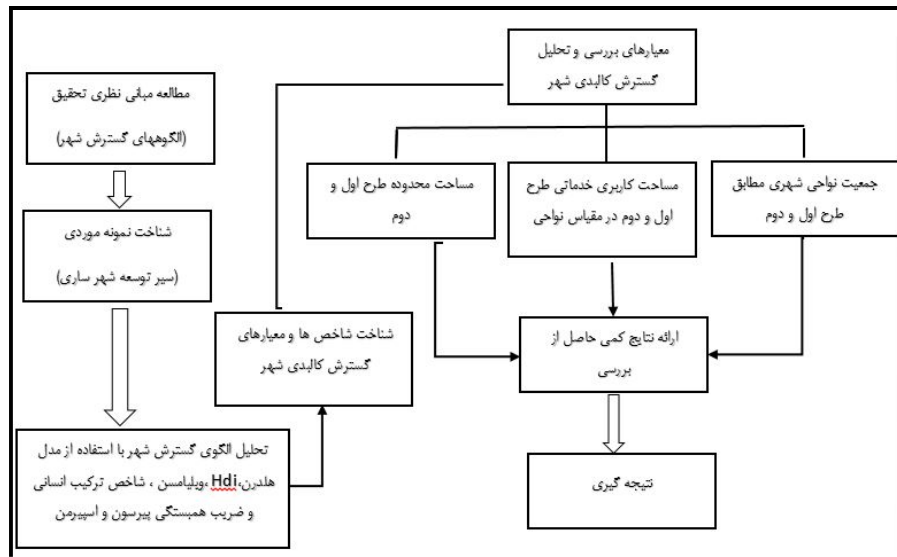 معیارهای بررسی و تحلیل
گسترش کالبدی شهر
مطالعه مبانی نظری تحقیق
(الگوههای گسترش شهر)
جمعیت نواحی شهری مطابق
طرح اول و دوم
مساحت کاربری خدماتی طرح
اول و دوم در مقیاس نواحی
مساحت محدوده طرح اول و
دوم
شناخت نمونه موردی
(سیر توسعه شهر ساری)
شناخت شاخص ها و معیارهای
گسترش کالبدی شهر
ارائه نتایج کمی حاصل از
بررسی
تحلیل الگوی گسترش شهر با استفاده از مدل
هلدرن،Hdi،ویلیامسن ، شاخص ترکیب انسانی
و ضریب همبستگی پیرسون و اسپیرمن
نتیجه گیری